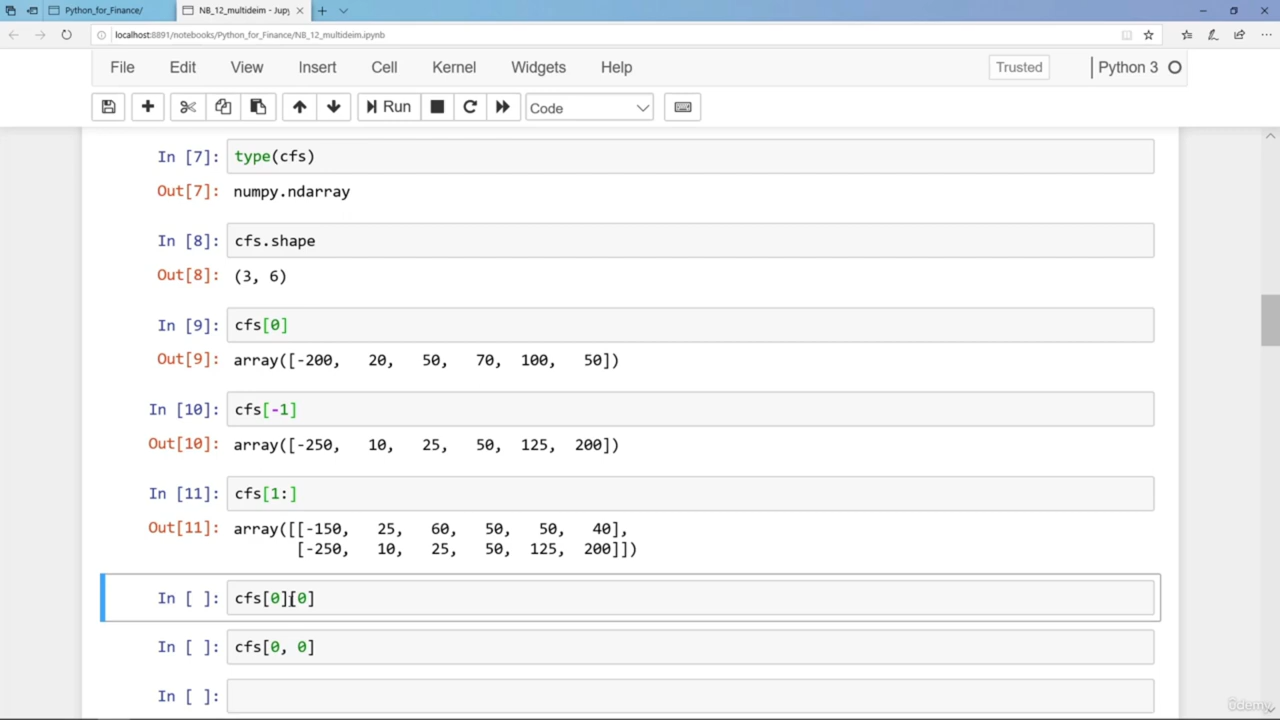 Python_for_Finance/
NB_12_multideim - Jupy
localhost:8891/notebooks/Python_for_Finance/NB_12_multideim.ipynb
File Edit View Insert Cell Kernel Widgets Help Trusted Python 3
Run Code
In [7]: type(cfs)
Out[7]: numpy.ndarray
In [8]: cfs.shape
Out[8]: (3, 6)
In [9]: cfs[0]
Out[9]: array([-200, 20, 50, 70, 100, 50])
In [10]: cfs[-1]
Out[10]: array([-250, 10, 25, 50, 125, 200])
In [11]: cfs[1:]
Out[11]: array([[-150, 25, 60, 50, 50, 40],
[-250, 10, 25, 50, 125, 200]])
In [ ]: cfs[0][0]
In [ ]: cfs[0, 0]
In [ ]:
ûdemy